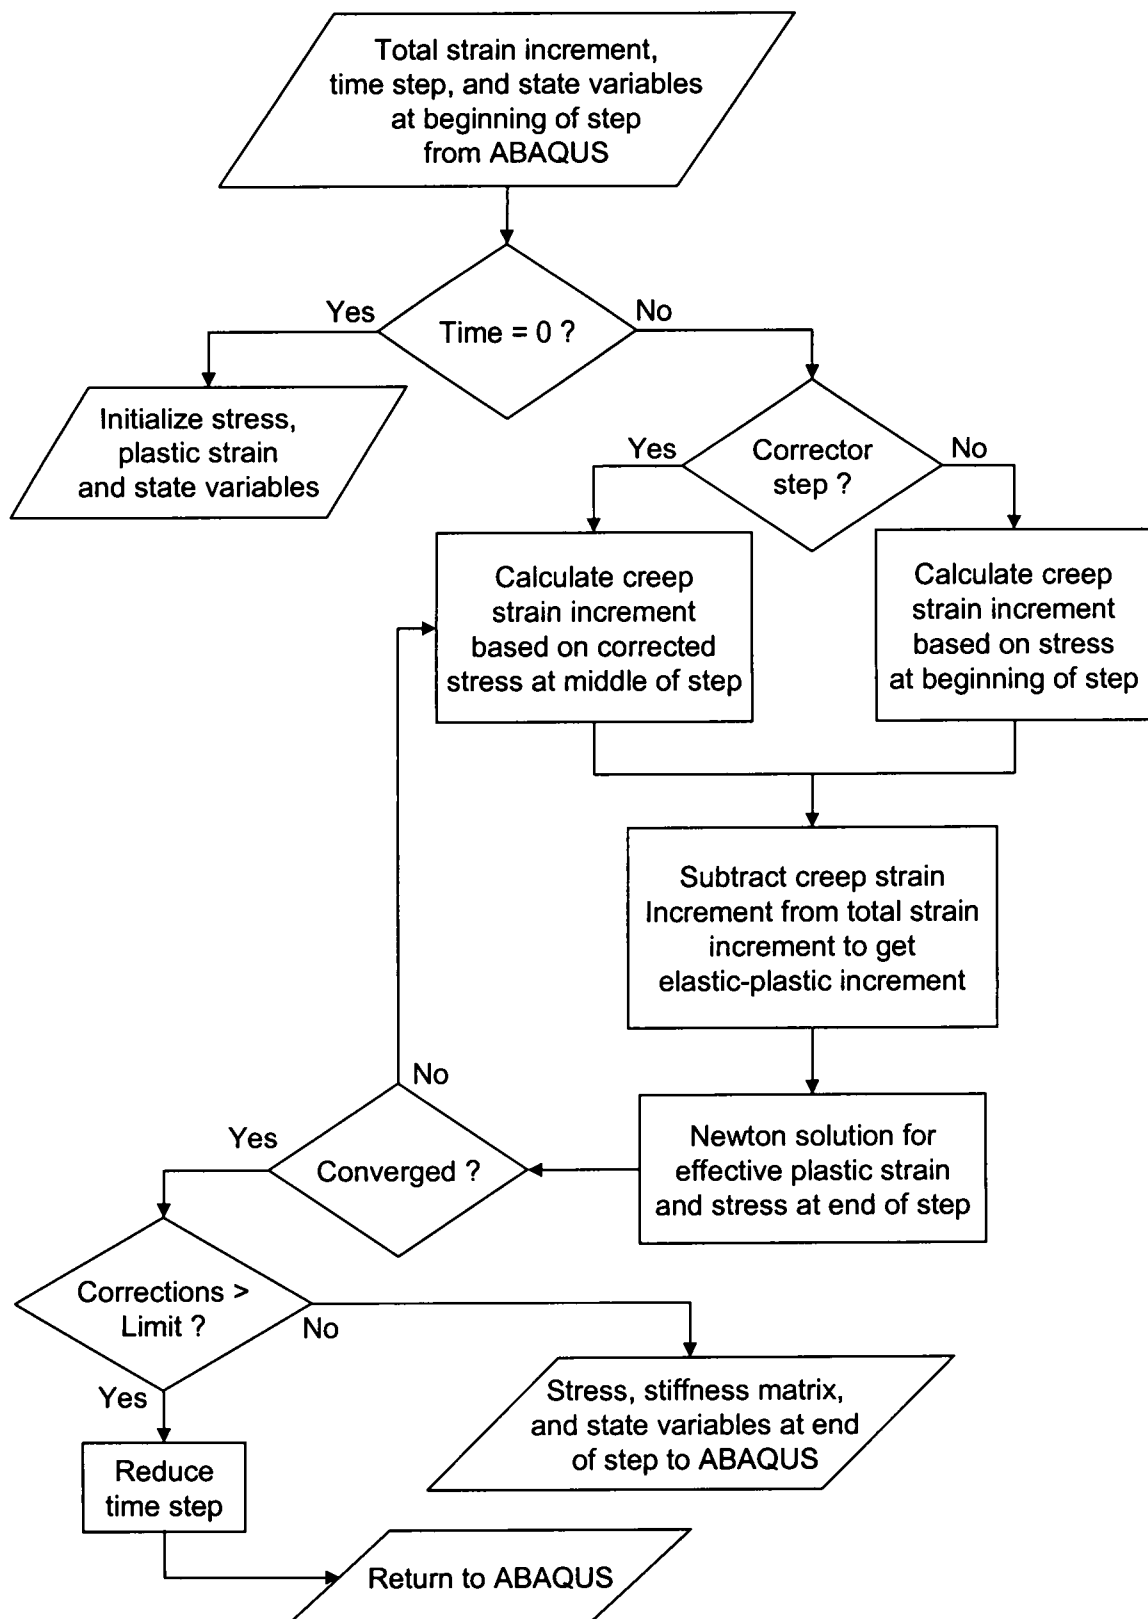 Total strain increment,
time step, and state variables
at beginning of step
from ABAQUS
Yes
No
Time = 0 ?
Initialize stress,
plastic strain
and state variables
Yes
No
Corrector
step ?
Calculate creep
strain increment
based on corrected
stress at middle of step
Calculate creep
strain increment
based on stress
at beginning of step
Subtract creep strain
Increment from total strain
increment to get
elastic-plastic increment
No
Yes
Converged ?
Newton solution for
effective plastic strain
and stress at end of step
Corrections >
Limit ?
No
Yes
Stress, stiffness matrix,
and state variables at end
of step to ABAQUS
Reduce
time step
Return to ABAQUS